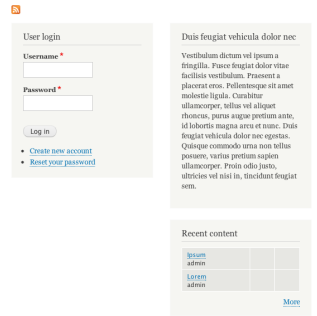 User login
Username *
Password *
Log in
Create new account
Reset your password
Duis feugiat vehicula dolor nec
Vestibulum dictum vel ipsum a
fringilla. Fusce feugiat dolor vitae
facilisis vestibulum. Praesent a
placerat eros. Pellentesque sit amet
molestie ligula. Curabitur
ullamcorper, tellus vel aliquet
rhoncus, purus augue pretium ante,
id lobortis magna arcu et nunc. Duis
feugiat vehicula dolor nec egestas.
Quisque commodo urna non tellus
posuere, varius pretium sapien
ullamcorper. Proin odio justo,
ultricies vel nisi in, tincidunt feugiat
sem.
Recent content
Ipsum
admin
Lorem
admin
More